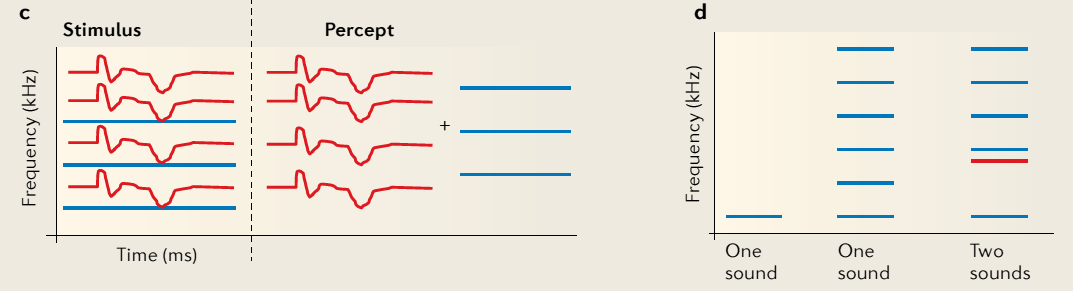 c
Stimulus
Percept
Frequency (kHz)
+
Time (ms)
d
Frequency (kHz)
One
sound
One
sound
Two
sounds